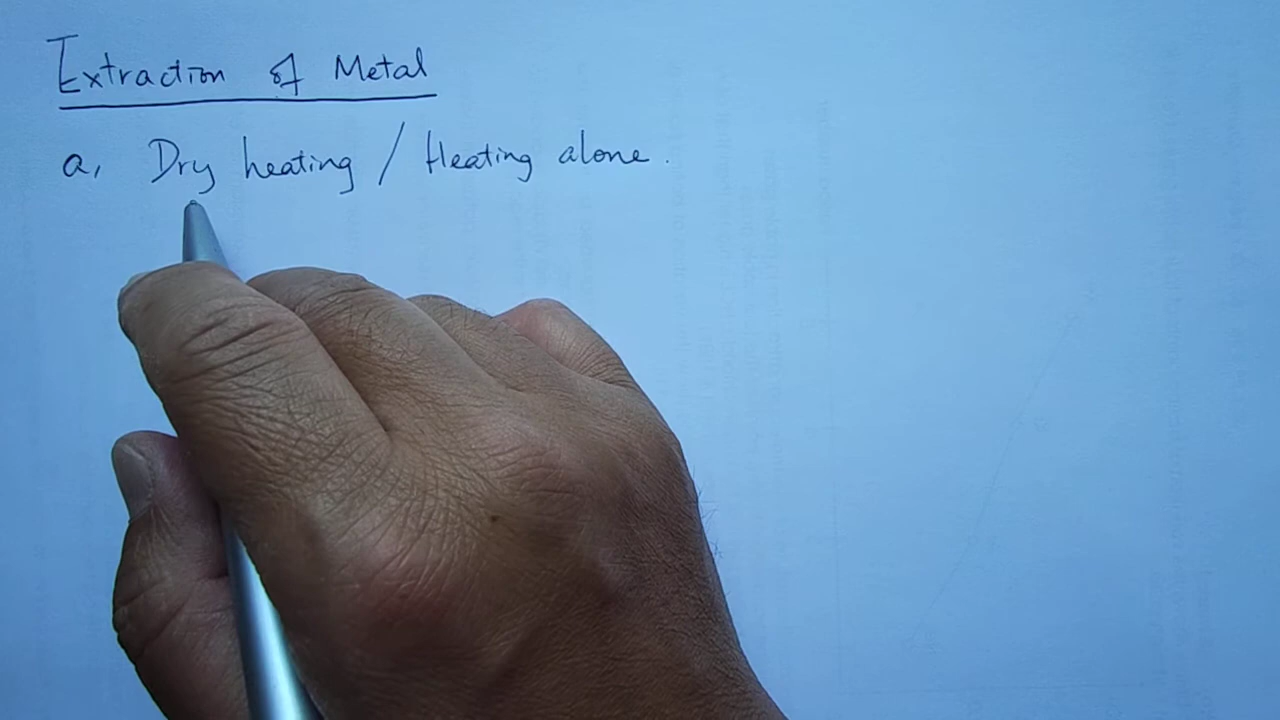 Extraction of Metal
a, Dry heating / Heating alone.